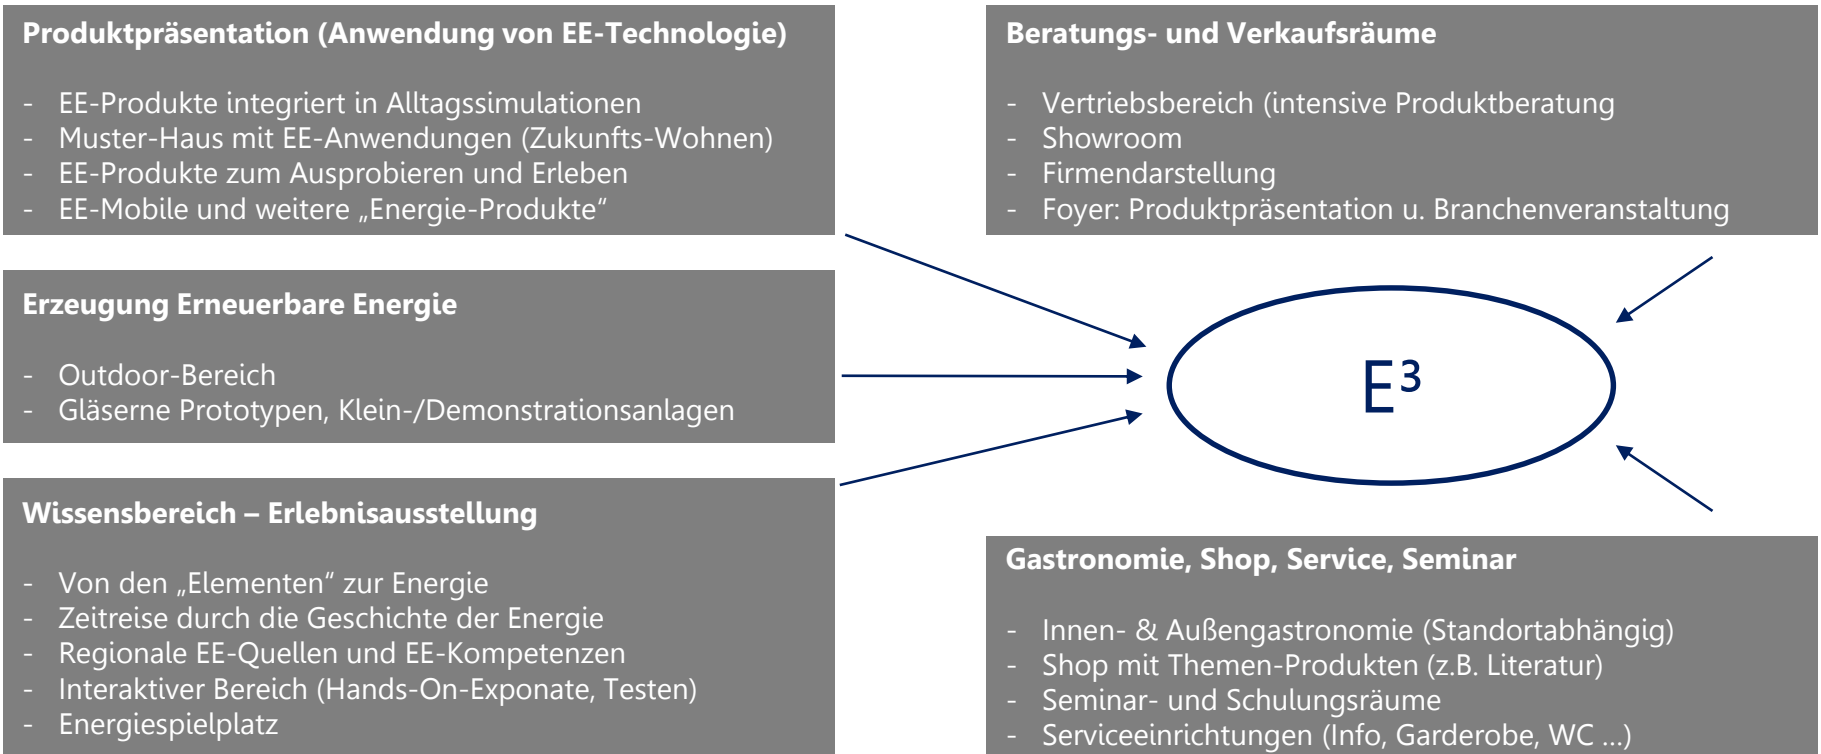 Produktpräsentation (Anwendung von EE-Technologie)
- EE-Produkte integriert in Alltagssimulationen
- Muster-Haus mit EE-Anwendungen (Zukunfts-Wohnen)
- EE-Produkte zum Ausprobieren und Erleben
- EE-Mobile und weitere „Energie-Produkte“
Erzeugung Erneuerbare Energie
- Outdoor-Bereich
- Gläserne Prototypen, Klein-/Demonstrationsanlagen
Wissensbereich – Erlebnisausstellung
- Von den „Elementen“ zur Energie
- Zeitreise durch die Geschichte der Energie
- Regionale EE-Quellen und EE-Kompetenzen
- Interaktiver Bereich (Hands-On-Exponate, Testen)
- Energiespielplatz
Beratungs- und Verkaufsräume
- Vertriebsbereich (intensive Produktberatung
- Showroom
- Firmendarstellung
- Foyer: Produktpräsentation u. Branchenveranstaltung
E³
Gastronomie, Shop, Service, Seminar
- Innen- & Außengastronomie (Standortabhängig)
- Shop mit Themen-Produkten (z.B. Literatur)
- Seminar- und Schulungsräume
- Serviceeinrichtungen (Info, Garderobe, WC ...)